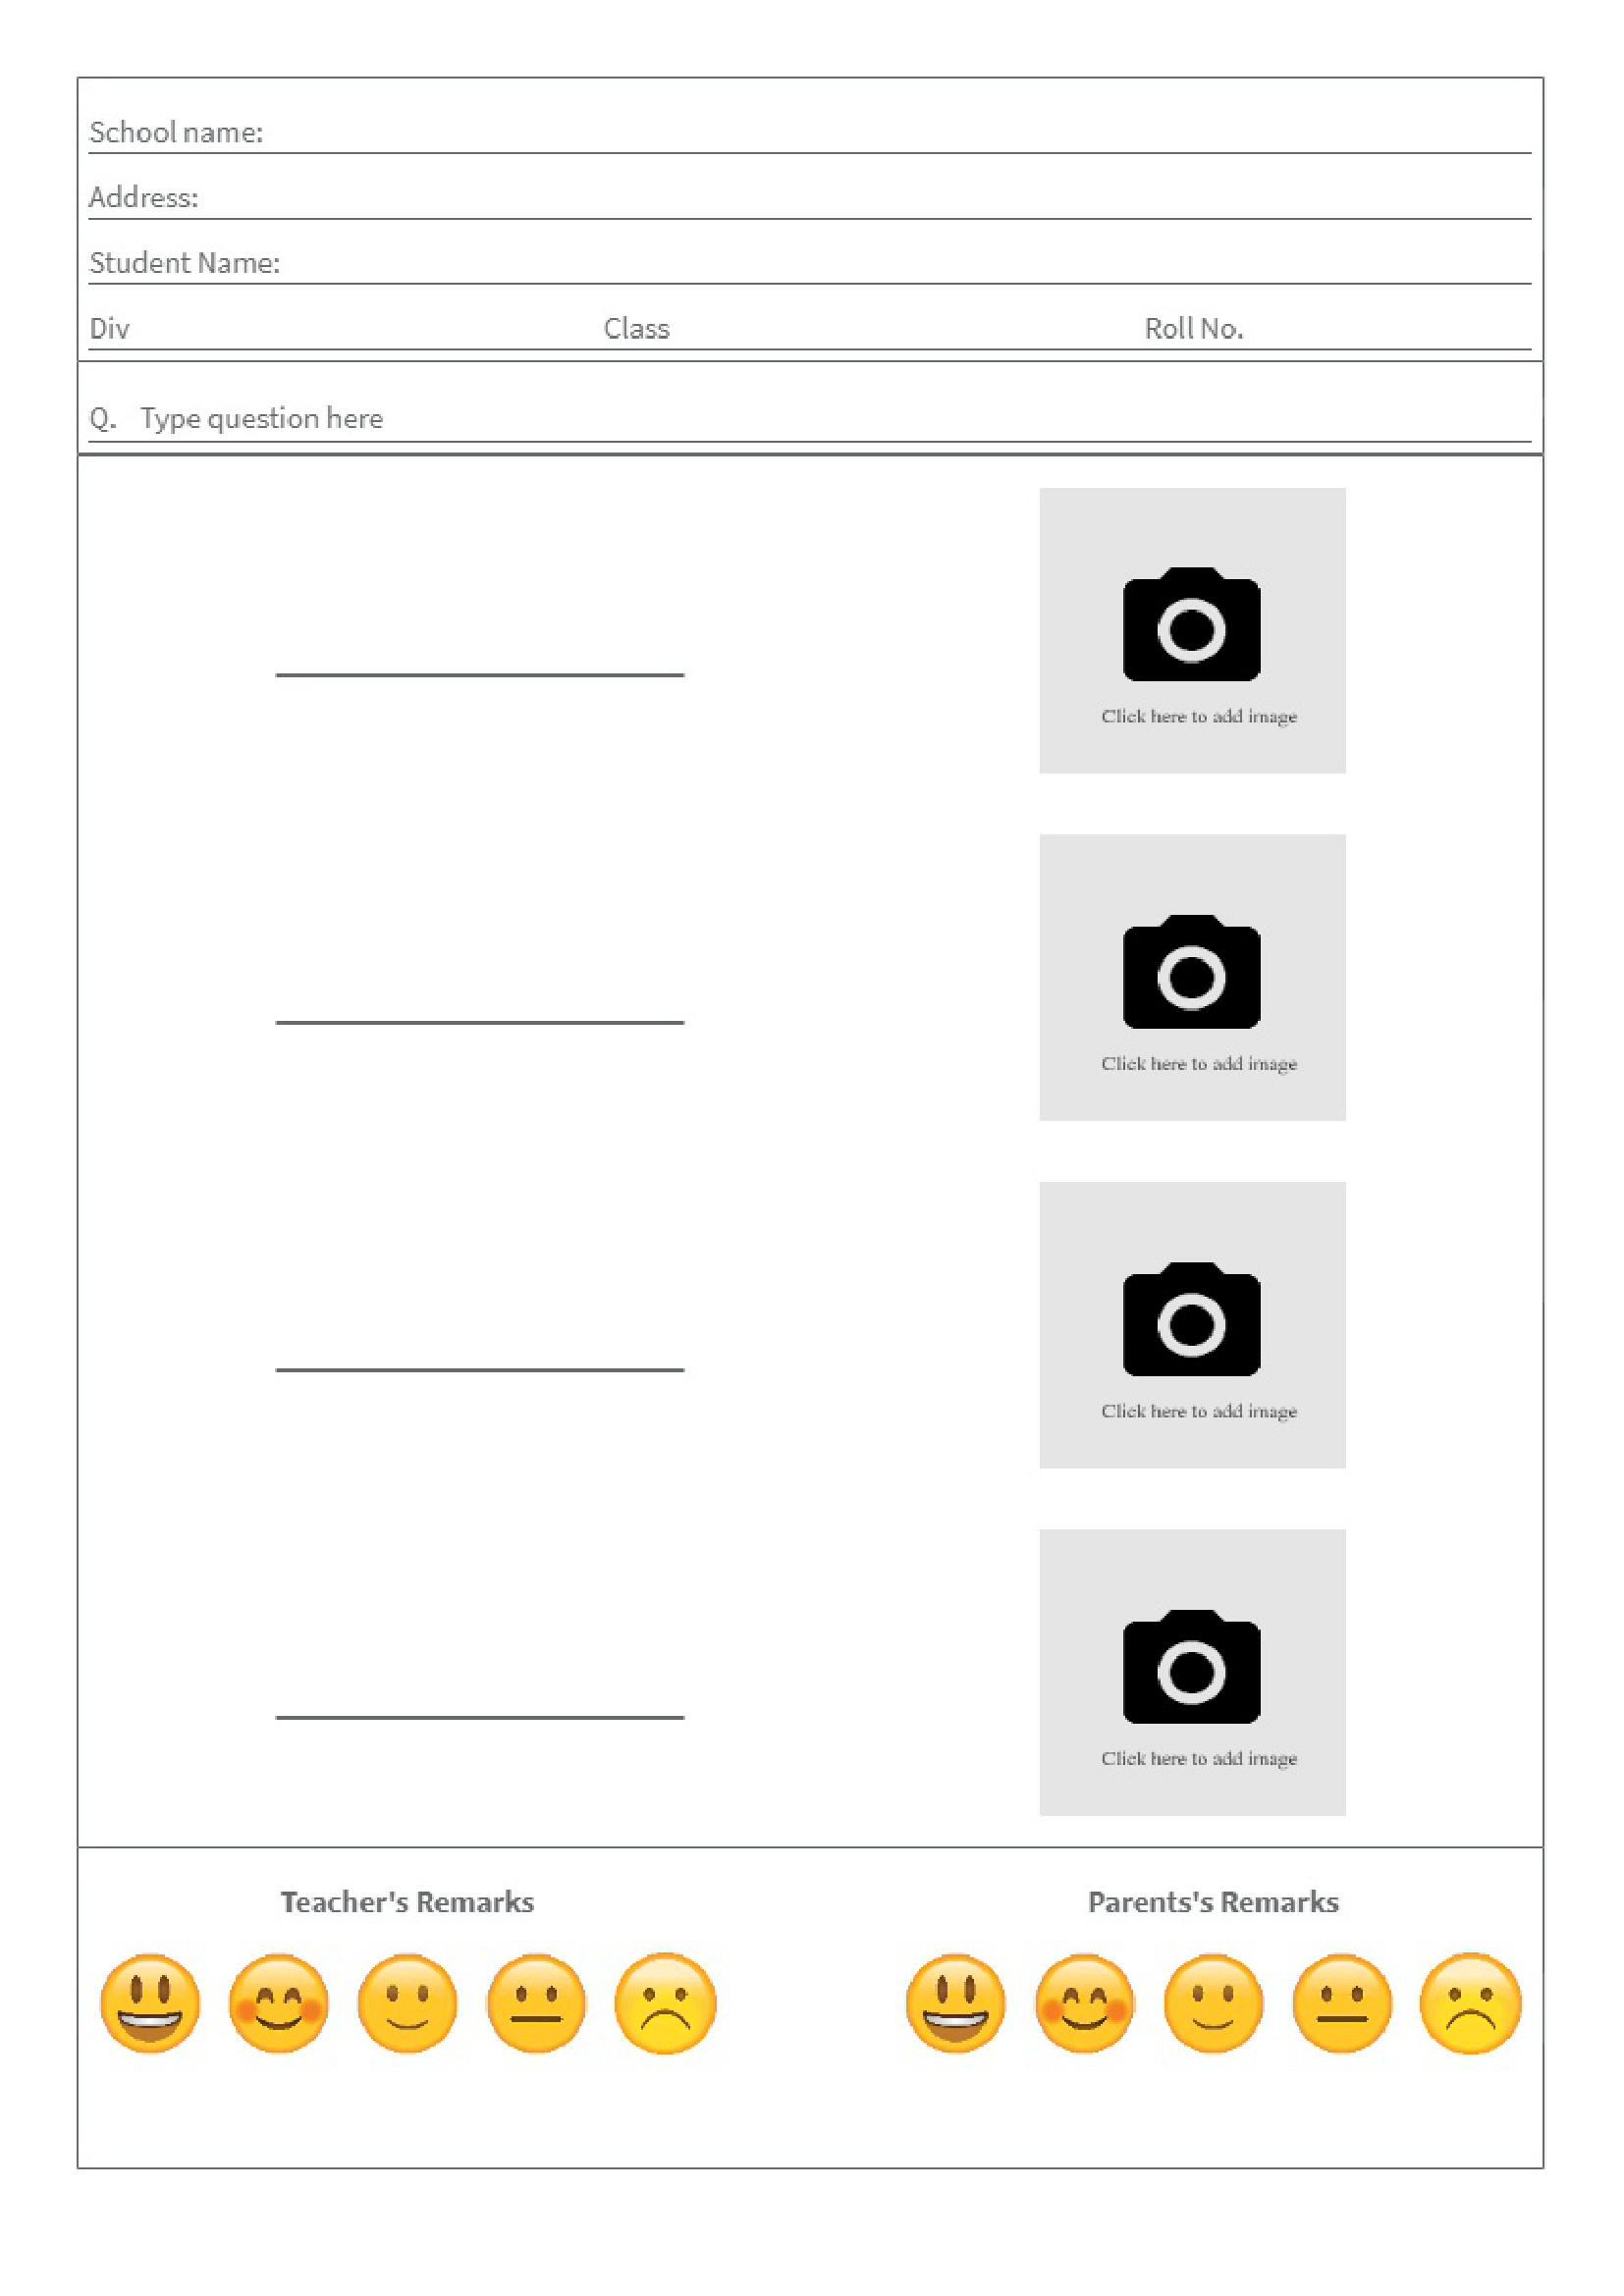 School name:
Address:
Student Name:
Div Class Roll No.
Q. Type question here
Click here to add image
Click here to add image
Click here to add image
Click here to add image
Teacher's Remarks Parents's Remarks